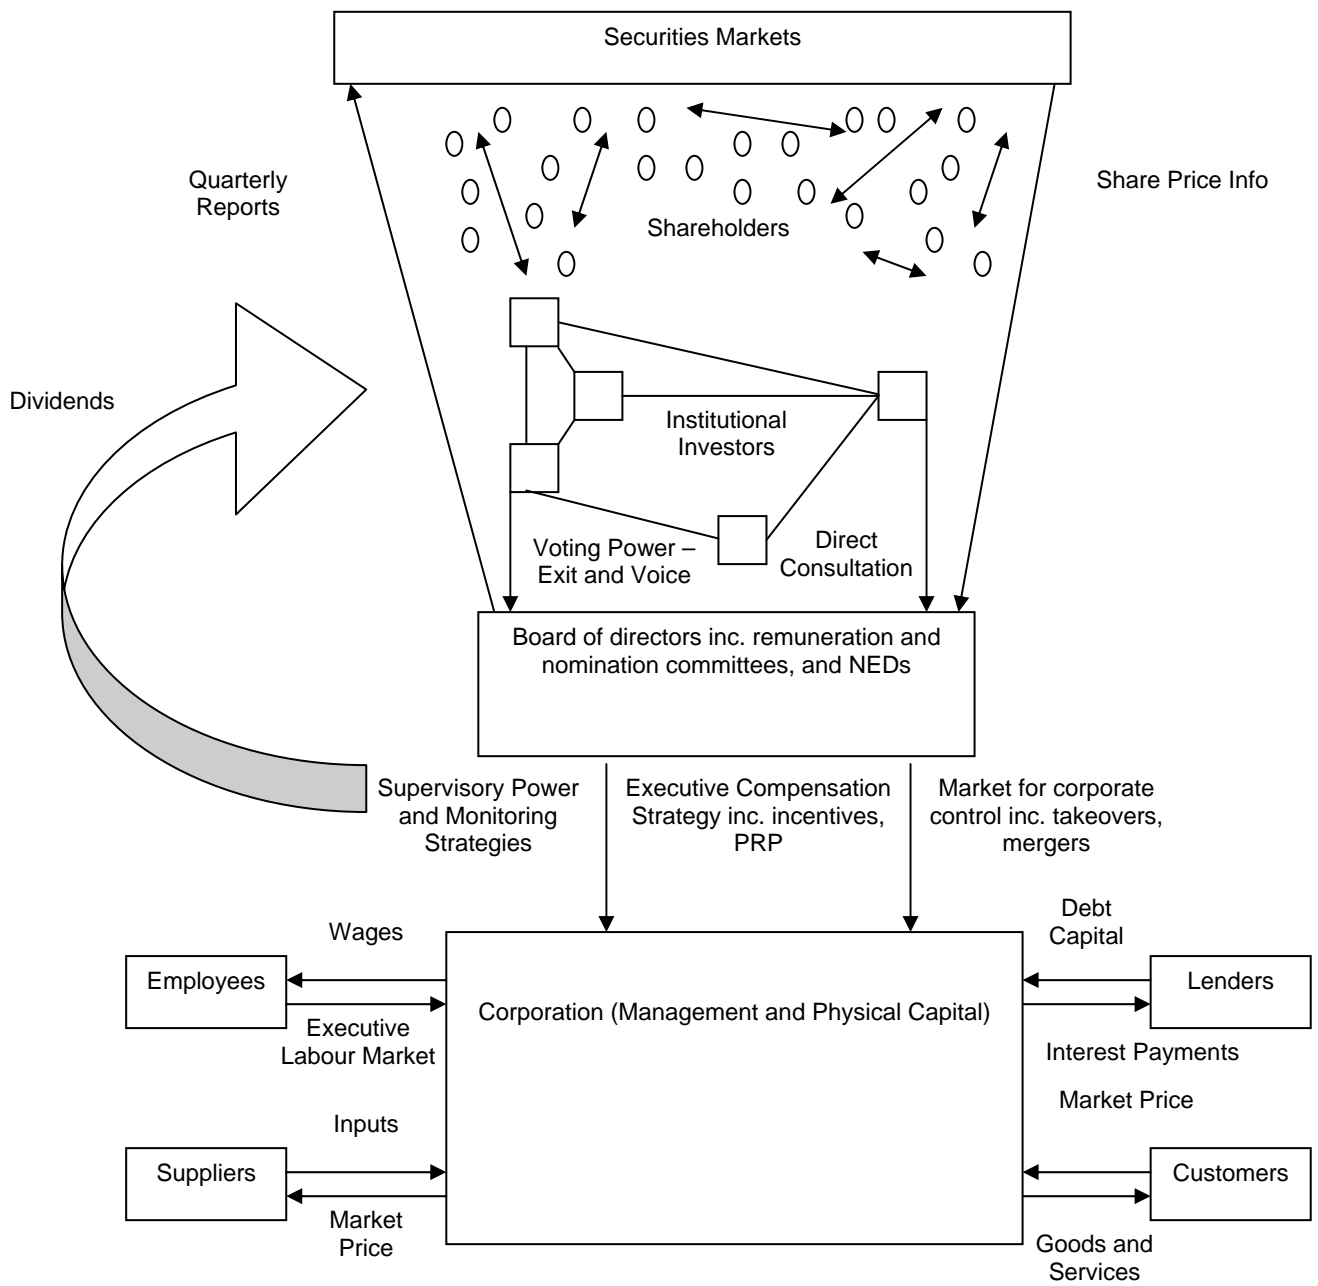 Securities Markets
Quarterly
Reports
Share Price Info
Shareholders
Dividends
Institutional
Investors
Voting Power –
Exit and Voice
Direct
Consultation
Board of directors inc. remuneration and
nomination committees, and NEDs
Supervisory Power
and Monitoring
Strategies
Executive Compensation
Strategy inc. incentives,
PRP
Market for corporate
control inc. takeovers,
mergers
Wages
Debt
Capital
Employees
Lenders
Corporation (Management and Physical Capital)
Executive
Labour Market
Interest Payments
Market Price
Inputs
Suppliers
Customers
Market
Price
Goods and
Services